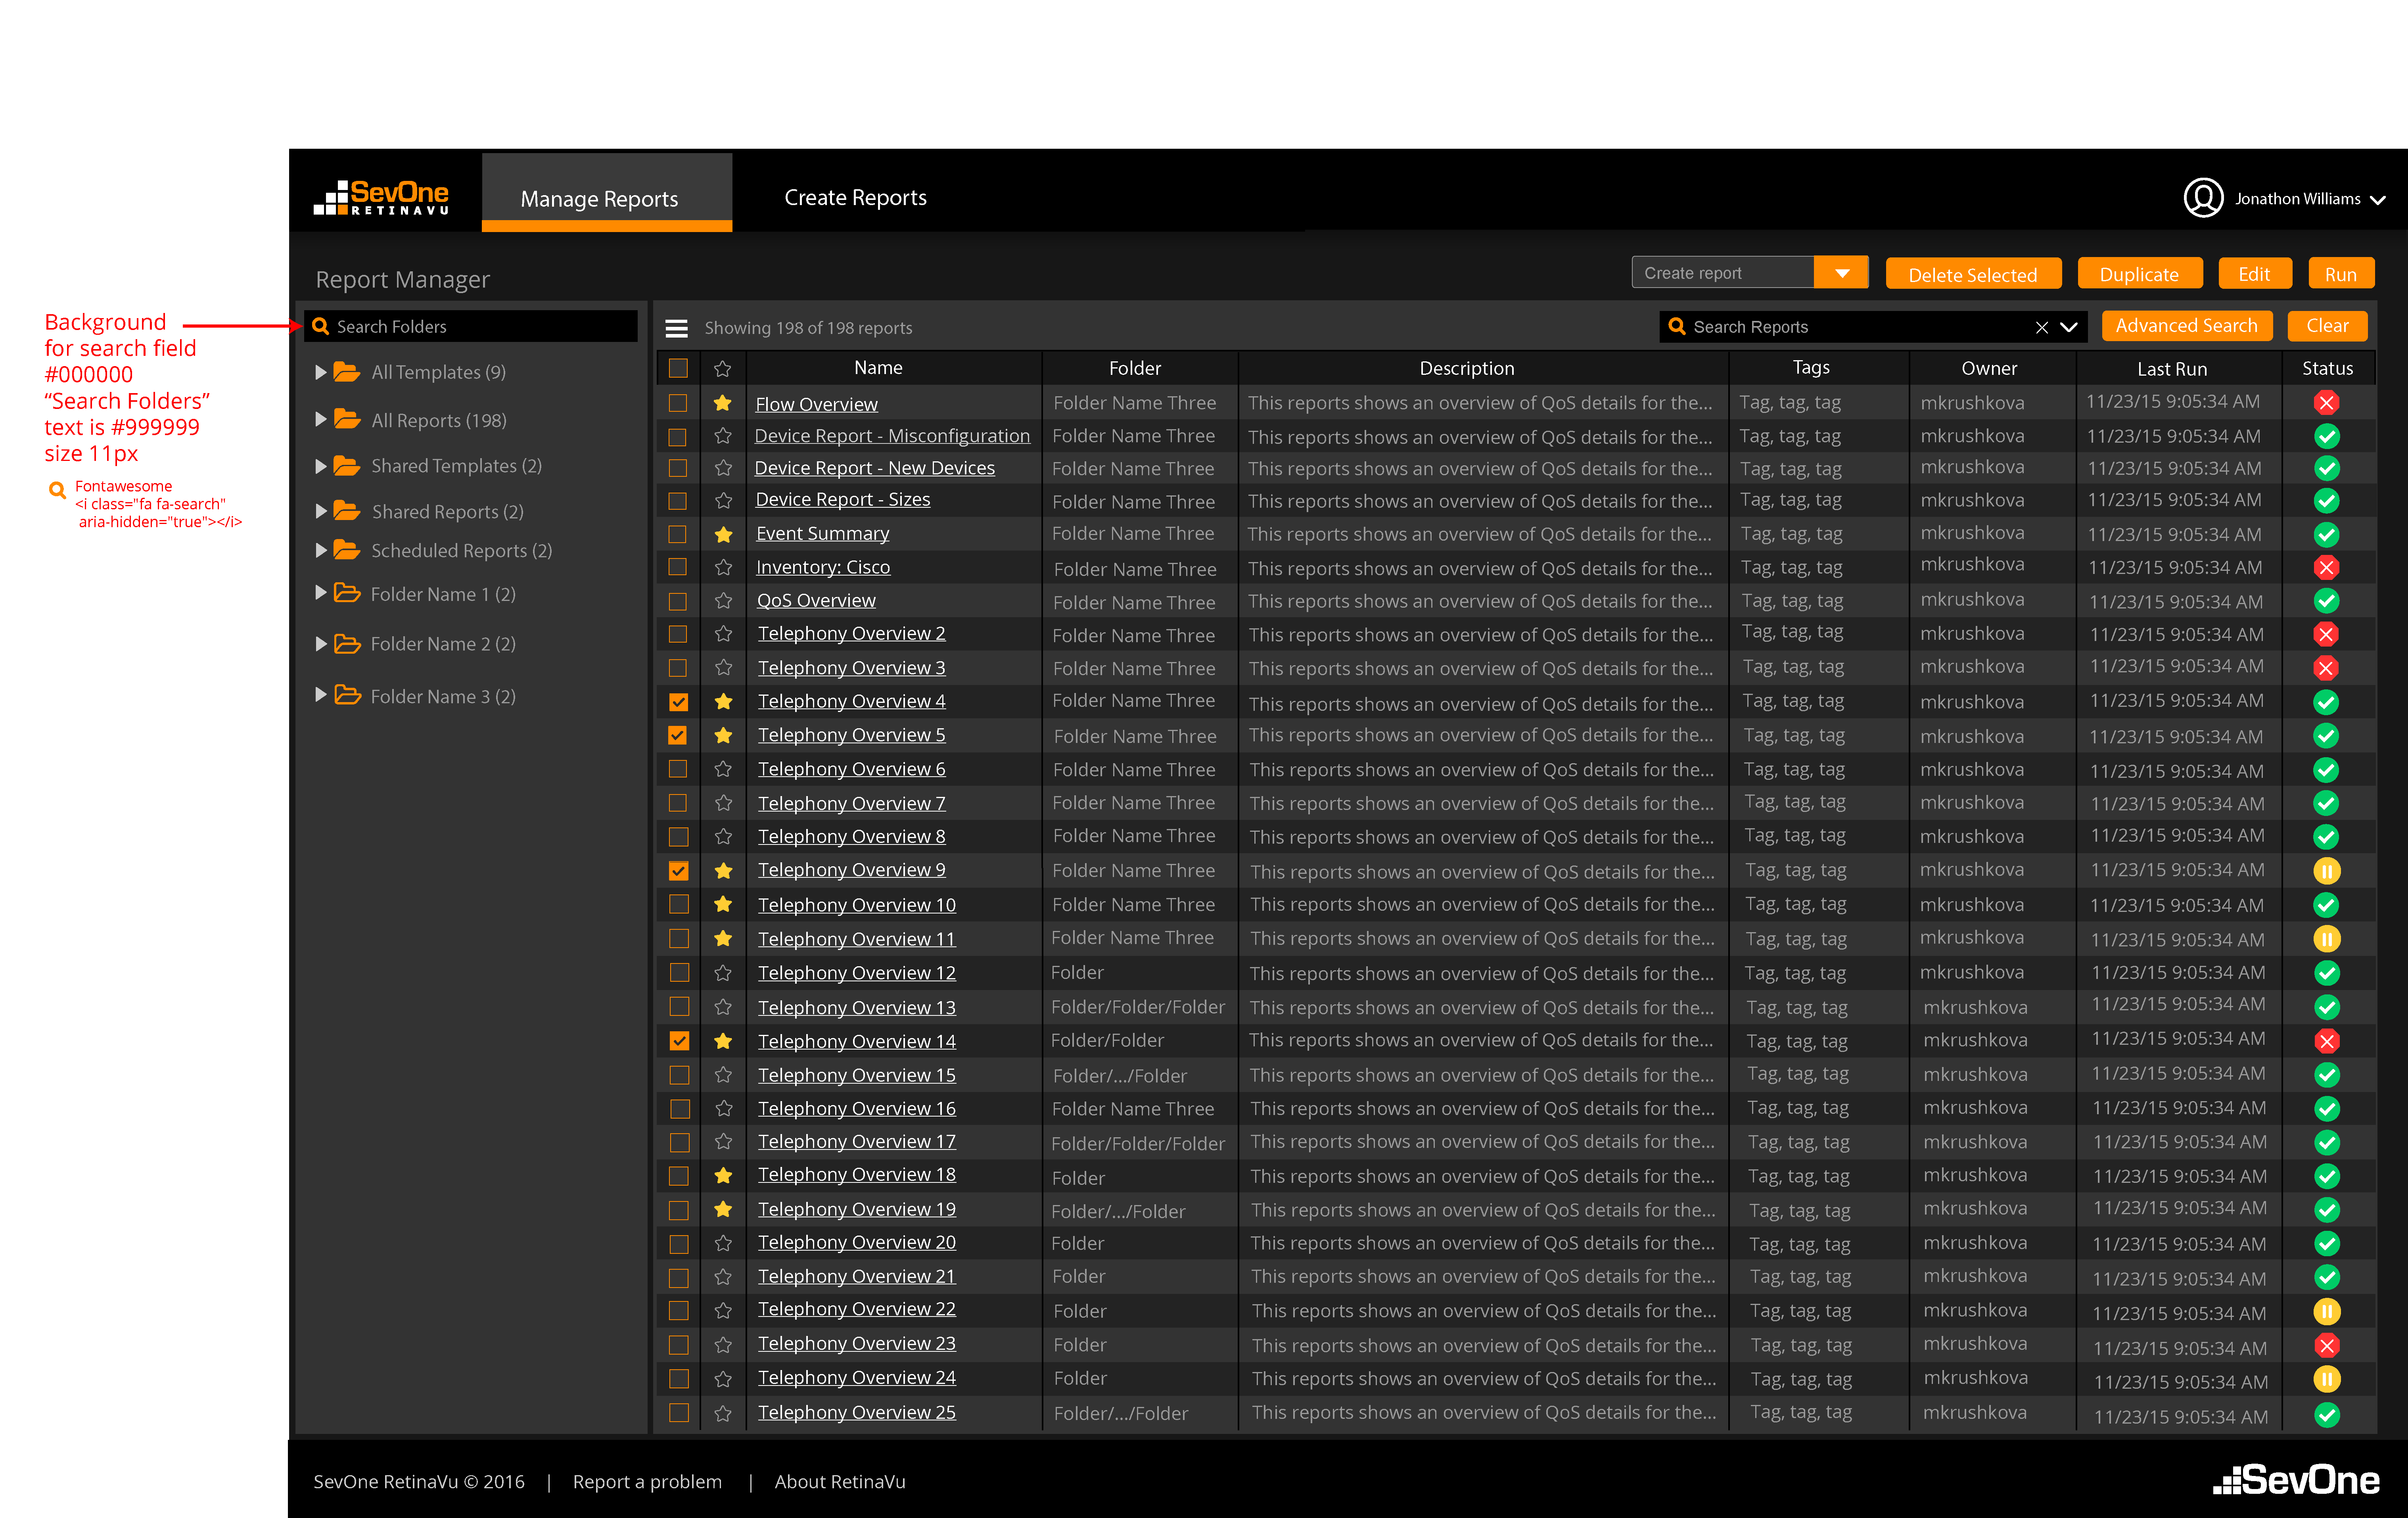 SevOne
RETINAVU
Manage Reports
Create Reports
Jonathon Williams
Report Manager
Create report
Delete Selected
Duplicate
Edit
Run
Background
for search field
#000000
“Search Folders”
text is #999999
size 11px
Fontawesome
<i class="fa fa-search"
aria-hidden="true"></i>
Search Folders
All Templates (9)
All Reports (198)
Shared Templates (2)
Shared Reports (2)
Scheduled Reports (2)
Folder Name 1 (2)
Folder Name 2 (2)
Folder Name 3 (2)
Showing 198 of 198 reports
Search Reports
Advanced Search
Clear
Name Folder Description Tags Owner Last Run Status
Flow Overview Folder Name Three This reports shows an overview of QoS details for the... Tag, tag, tag mkrushkova 11/23/15 9:05:34 AM
Device Report - Misconfiguration Folder Name Three This reports shows an overview of QoS details for the... Tag, tag, tag mkrushkova 11/23/15 9:05:34 AM
Device Report - New Devices Folder Name Three This reports shows an overview of QoS details for the... Tag, tag, tag mkrushkova 11/23/15 9:05:34 AM
Device Report - Sizes Folder Name Three This reports shows an overview of QoS details for the... Tag, tag, tag mkrushkova 11/23/15 9:05:34 AM
Event Summary Folder Name Three This reports shows an overview of QoS details for the... Tag, tag, tag mkrushkova 11/23/15 9:05:34 AM
Inventory: Cisco Folder Name Three This reports shows an overview of QoS details for the... Tag, tag, tag mkrushkova 11/23/15 9:05:34 AM
QoS Overview Folder Name Three This reports shows an overview of QoS details for the... Tag, tag, tag mkrushkova 11/23/15 9:05:34 AM
Telephony Overview 2 Folder Name Three This reports shows an overview of QoS details for the... Tag, tag, tag mkrushkova 11/23/15 9:05:34 AM
Telephony Overview 3 Folder Name Three This reports shows an overview of QoS details for the... Tag, tag, tag mkrushkova 11/23/15 9:05:34 AM
Telephony Overview 4 Folder Name Three This reports shows an overview of QoS details for the... Tag, tag, tag mkrushkova 11/23/15 9:05:34 AM
Telephony Overview 5 Folder Name Three This reports shows an overview of QoS details for the... Tag, tag, tag mkrushkova 11/23/15 9:05:34 AM
Telephony Overview 6 Folder Name Three This reports shows an overview of QoS details for the... Tag, tag, tag mkrushkova 11/23/15 9:05:34 AM
Telephony Overview 7 Folder Name Three This reports shows an overview of QoS details for the... Tag, tag, tag mkrushkova 11/23/15 9:05:34 AM
Telephony Overview 8 Folder Name Three This reports shows an overview of QoS details for the... Tag, tag, tag mkrushkova 11/23/15 9:05:34 AM
Telephony Overview 9 Folder Name Three This reports shows an overview of QoS details for the... Tag, tag, tag mkrushkova 11/23/15 9:05:34 AM
Telephony Overview 10 Folder Name Three This reports shows an overview of QoS details for the... Tag, tag, tag mkrushkova 11/23/15 9:05:34 AM
Telephony Overview 11 Folder Name Three This reports shows an overview of QoS details for the... Tag, tag, tag mkrushkova 11/23/15 9:05:34 AM
Telephony Overview 12 Folder This reports shows an overview of QoS details for the... Tag, tag, tag mkrushkova 11/23/15 9:05:34 AM
Telephony Overview 13 Folder/Folder/Folder This reports shows an overview of QoS details for the... Tag, tag, tag mkrushkova 11/23/15 9:05:34 AM
Telephony Overview 14 Folder/Folder This reports shows an overview of QoS details for the... Tag, tag, tag mkrushkova 11/23/15 9:05:34 AM
Telephony Overview 15 Folder/.../Folder This reports shows an overview of QoS details for the... Tag, tag, tag mkrushkova 11/23/15 9:05:34 AM
Telephony Overview 16 Folder Name Three This reports shows an overview of QoS details for the... Tag, tag, tag mkrushkova 11/23/15 9:05:34 AM
Telephony Overview 17 Folder/Folder/Folder This reports shows an overview of QoS details for the... Tag, tag, tag mkrushkova 11/23/15 9:05:34 AM
Telephony Overview 18 Folder This reports shows an overview of QoS details for the... Tag, tag, tag mkrushkova 11/23/15 9:05:34 AM
Telephony Overview 19 Folder/.../Folder This reports shows an overview of QoS details for the... Tag, tag, tag mkrushkova 11/23/15 9:05:34 AM
Telephony Overview 20 Folder This reports shows an overview of QoS details for the... Tag, tag, tag mkrushkova 11/23/15 9:05:34 AM
Telephony Overview 21 Folder This reports shows an overview of QoS details for the... Tag, tag, tag mkrushkova 11/23/15 9:05:34 AM
Telephony Overview 22 Folder This reports shows an overview of QoS details for the... Tag, tag, tag mkrushkova 11/23/15 9:05:34 AM
Telephony Overview 23 Folder This reports shows an overview of QoS details for the... Tag, tag, tag mkrushkova 11/23/15 9:05:34 AM
Telephony Overview 24 Folder This reports shows an overview of QoS details for the... Tag, tag, tag mkrushkova 11/23/15 9:05:34 AM
Telephony Overview 25 Folder/.../Folder This reports shows an overview of QoS details for the... Tag, tag, tag mkrushkova 11/23/15 9:05:34 AM
SevOne RetinaVu © 2016 | Report a problem | About RetinaVu
SevOne